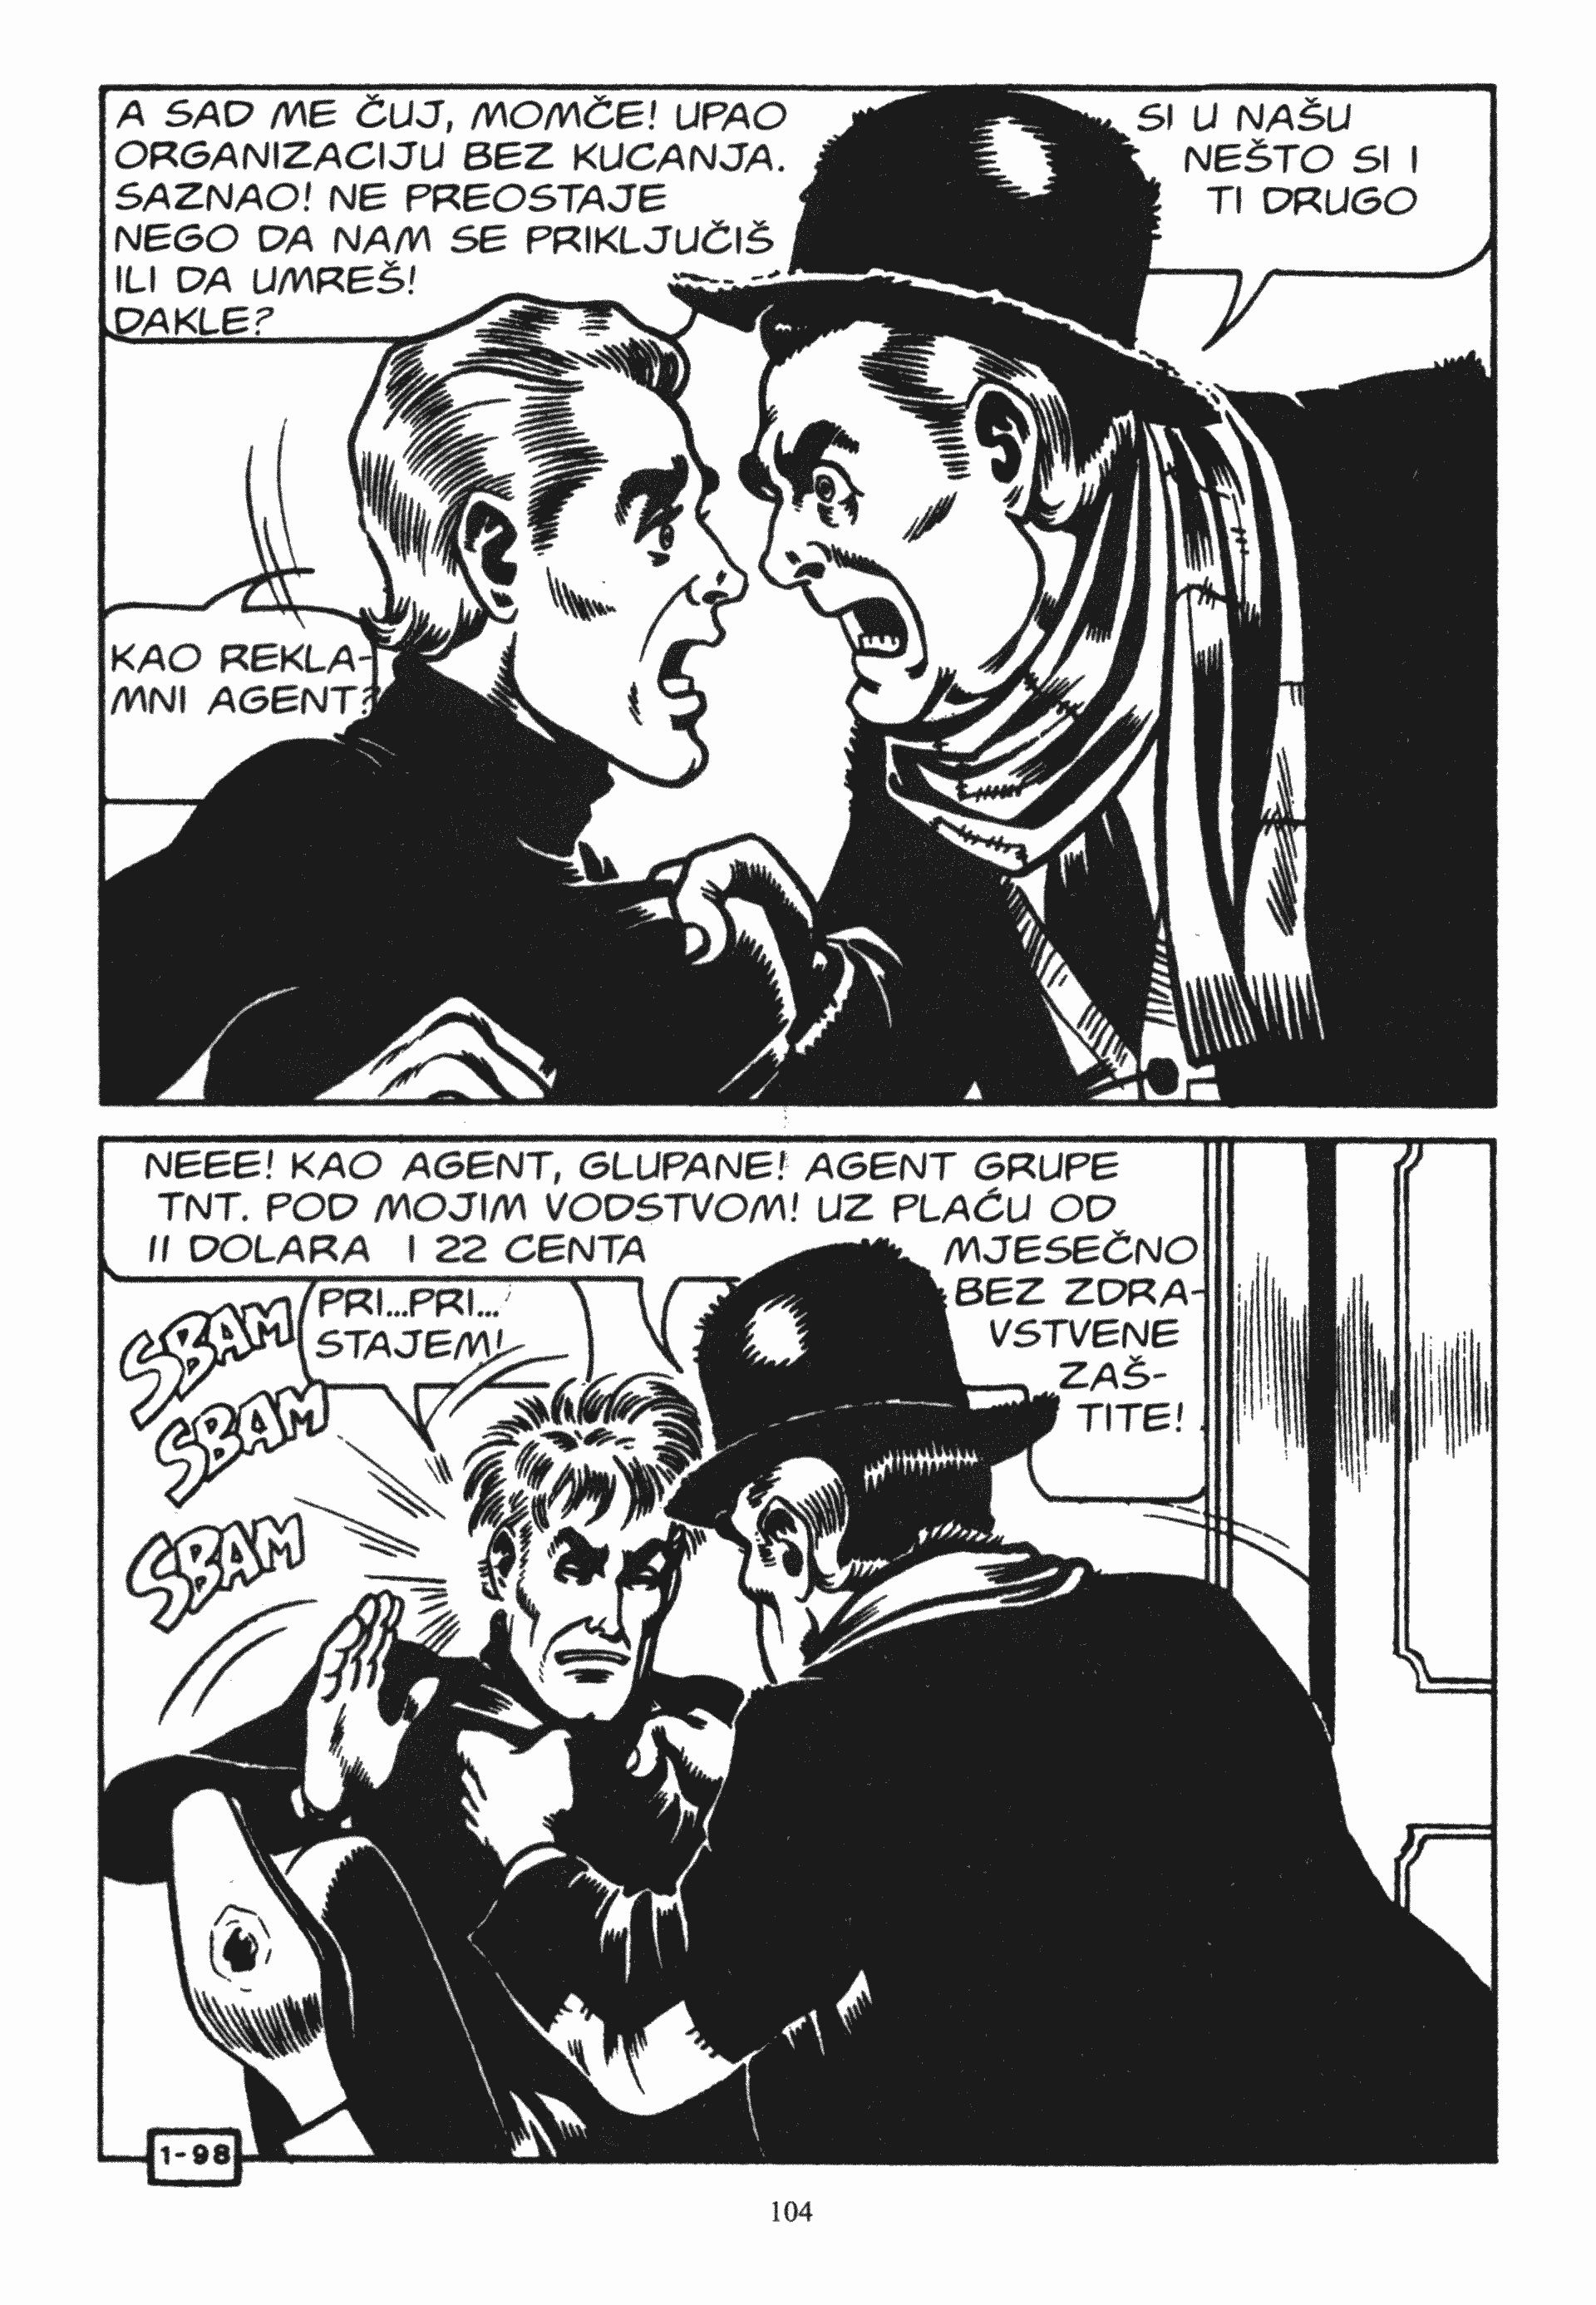 A SAD ME ČUJ, MOMČE! UPAO SI U NAŠU
ORGANIZACIJU BEZ KUCANJA. NEŠTO SI I
SAZNAO! NE PREOSTAJE TI DRUGO
NEGO DA NAM SE PRIKLJUČIŠ
ILI DA UMREŠ!
DAKLE?
KAO REKLA-
MNI AGENT?
NEEE! KAO AGENT, GLUPANE! AGENT GRUPE
TNT. POD MOJIM VODSTVOM! UZ PLAĆU OD
11 DOLARA I 22 CENTA MJESEČNO
BEZ ZDRA-
VSTVENE
ZAŠ-
TITE!
PRI...PRI...
STAJEM!
SBAM
SBAM
SBAM
1-98
104